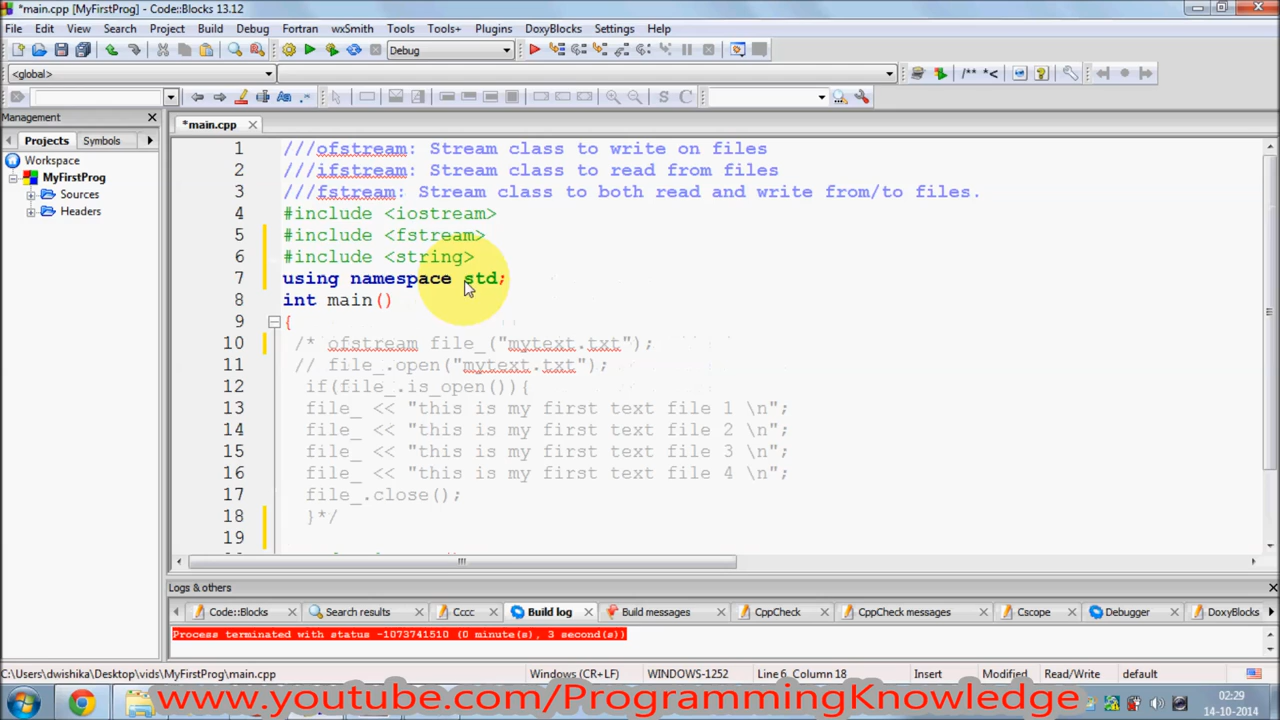 *main.cpp [MyFirstProg] - Code::Blocks 13.12
File Edit View Search Project Build Debug Fortran wxSmith Tools Tools+ Plugins DoxyBlocks Settings Help
Debug
<global>
/** *<
S C
Management
*main.cpp
Projects Symbols
Workspace
MyFirstProg
Sources
Headers
1 ///ofstream: Stream class to write on files
2 ///ifstream: Stream class to read from files
3 ///fstream: Stream class to both read and write from/to files.
4 #include <iostream>
5 #include <fstream>
6 #include <string>
7 using namespace std;
8 int main()
9 {
10 /* ofstream file_("mytext.txt");
11 // file_.open("mytext.txt");
12 if(file_.is_open()){
13 file_ << "this is my first text file 1 \n";
14 file_ << "this is my first text file 2 \n";
15 file_ << "this is my first text file 3 \n";
16 file_ << "this is my first text file 4 \n";
17 file_.close();
18 }*/
19
Logs & others
Code::Blocks Search results Cccc Build log Build messages CppCheck CppCheck messages Cscope Debugger DoxyBlocks
Process terminated with status -1073741510 (0 minute(s), 3 second(s))
C:\Users\dwishika\Desktop\vids\MyFirstProg\main.cpp Windows (CR+LF) WINDOWS-1252 Line 6, Column 18 Insert Modified Read/Write default
www.youtube.com/ProgrammingKnowledge
02:29
14-10-2014